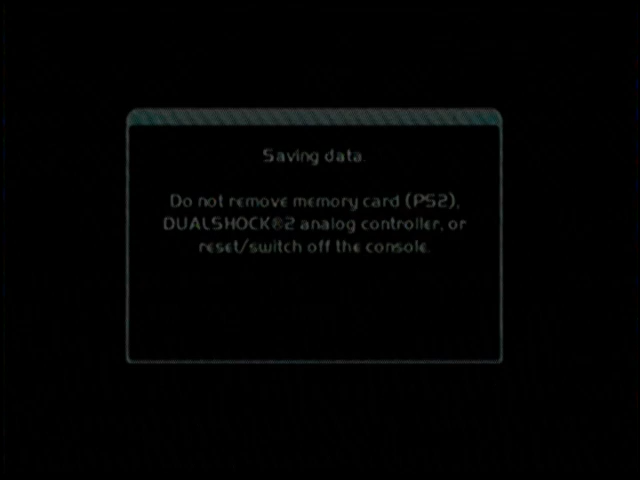 Saving data.
Do not remove memory card (PS2),
DUALSHOCK®2 analog controller, or
reset/switch off the console.